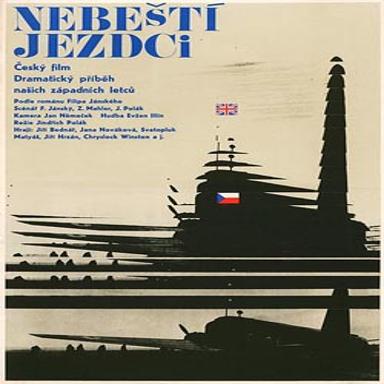 NEBEŠTÍ
JEZDCi
Český film
Dramatický příběh
našich západních letců
Podle románu Filipa Jánského
Scénář F. Jánský, Z. Mahler, J. Polák
Kamera Jan Němeček Hudba Evžen Illín
Režie Jindřich Polák
Hrají: Jiří Bednář, Jana Nováková, Svatopluk
Matyáš, Jiří Hrzán, Chryslock Winston a j.